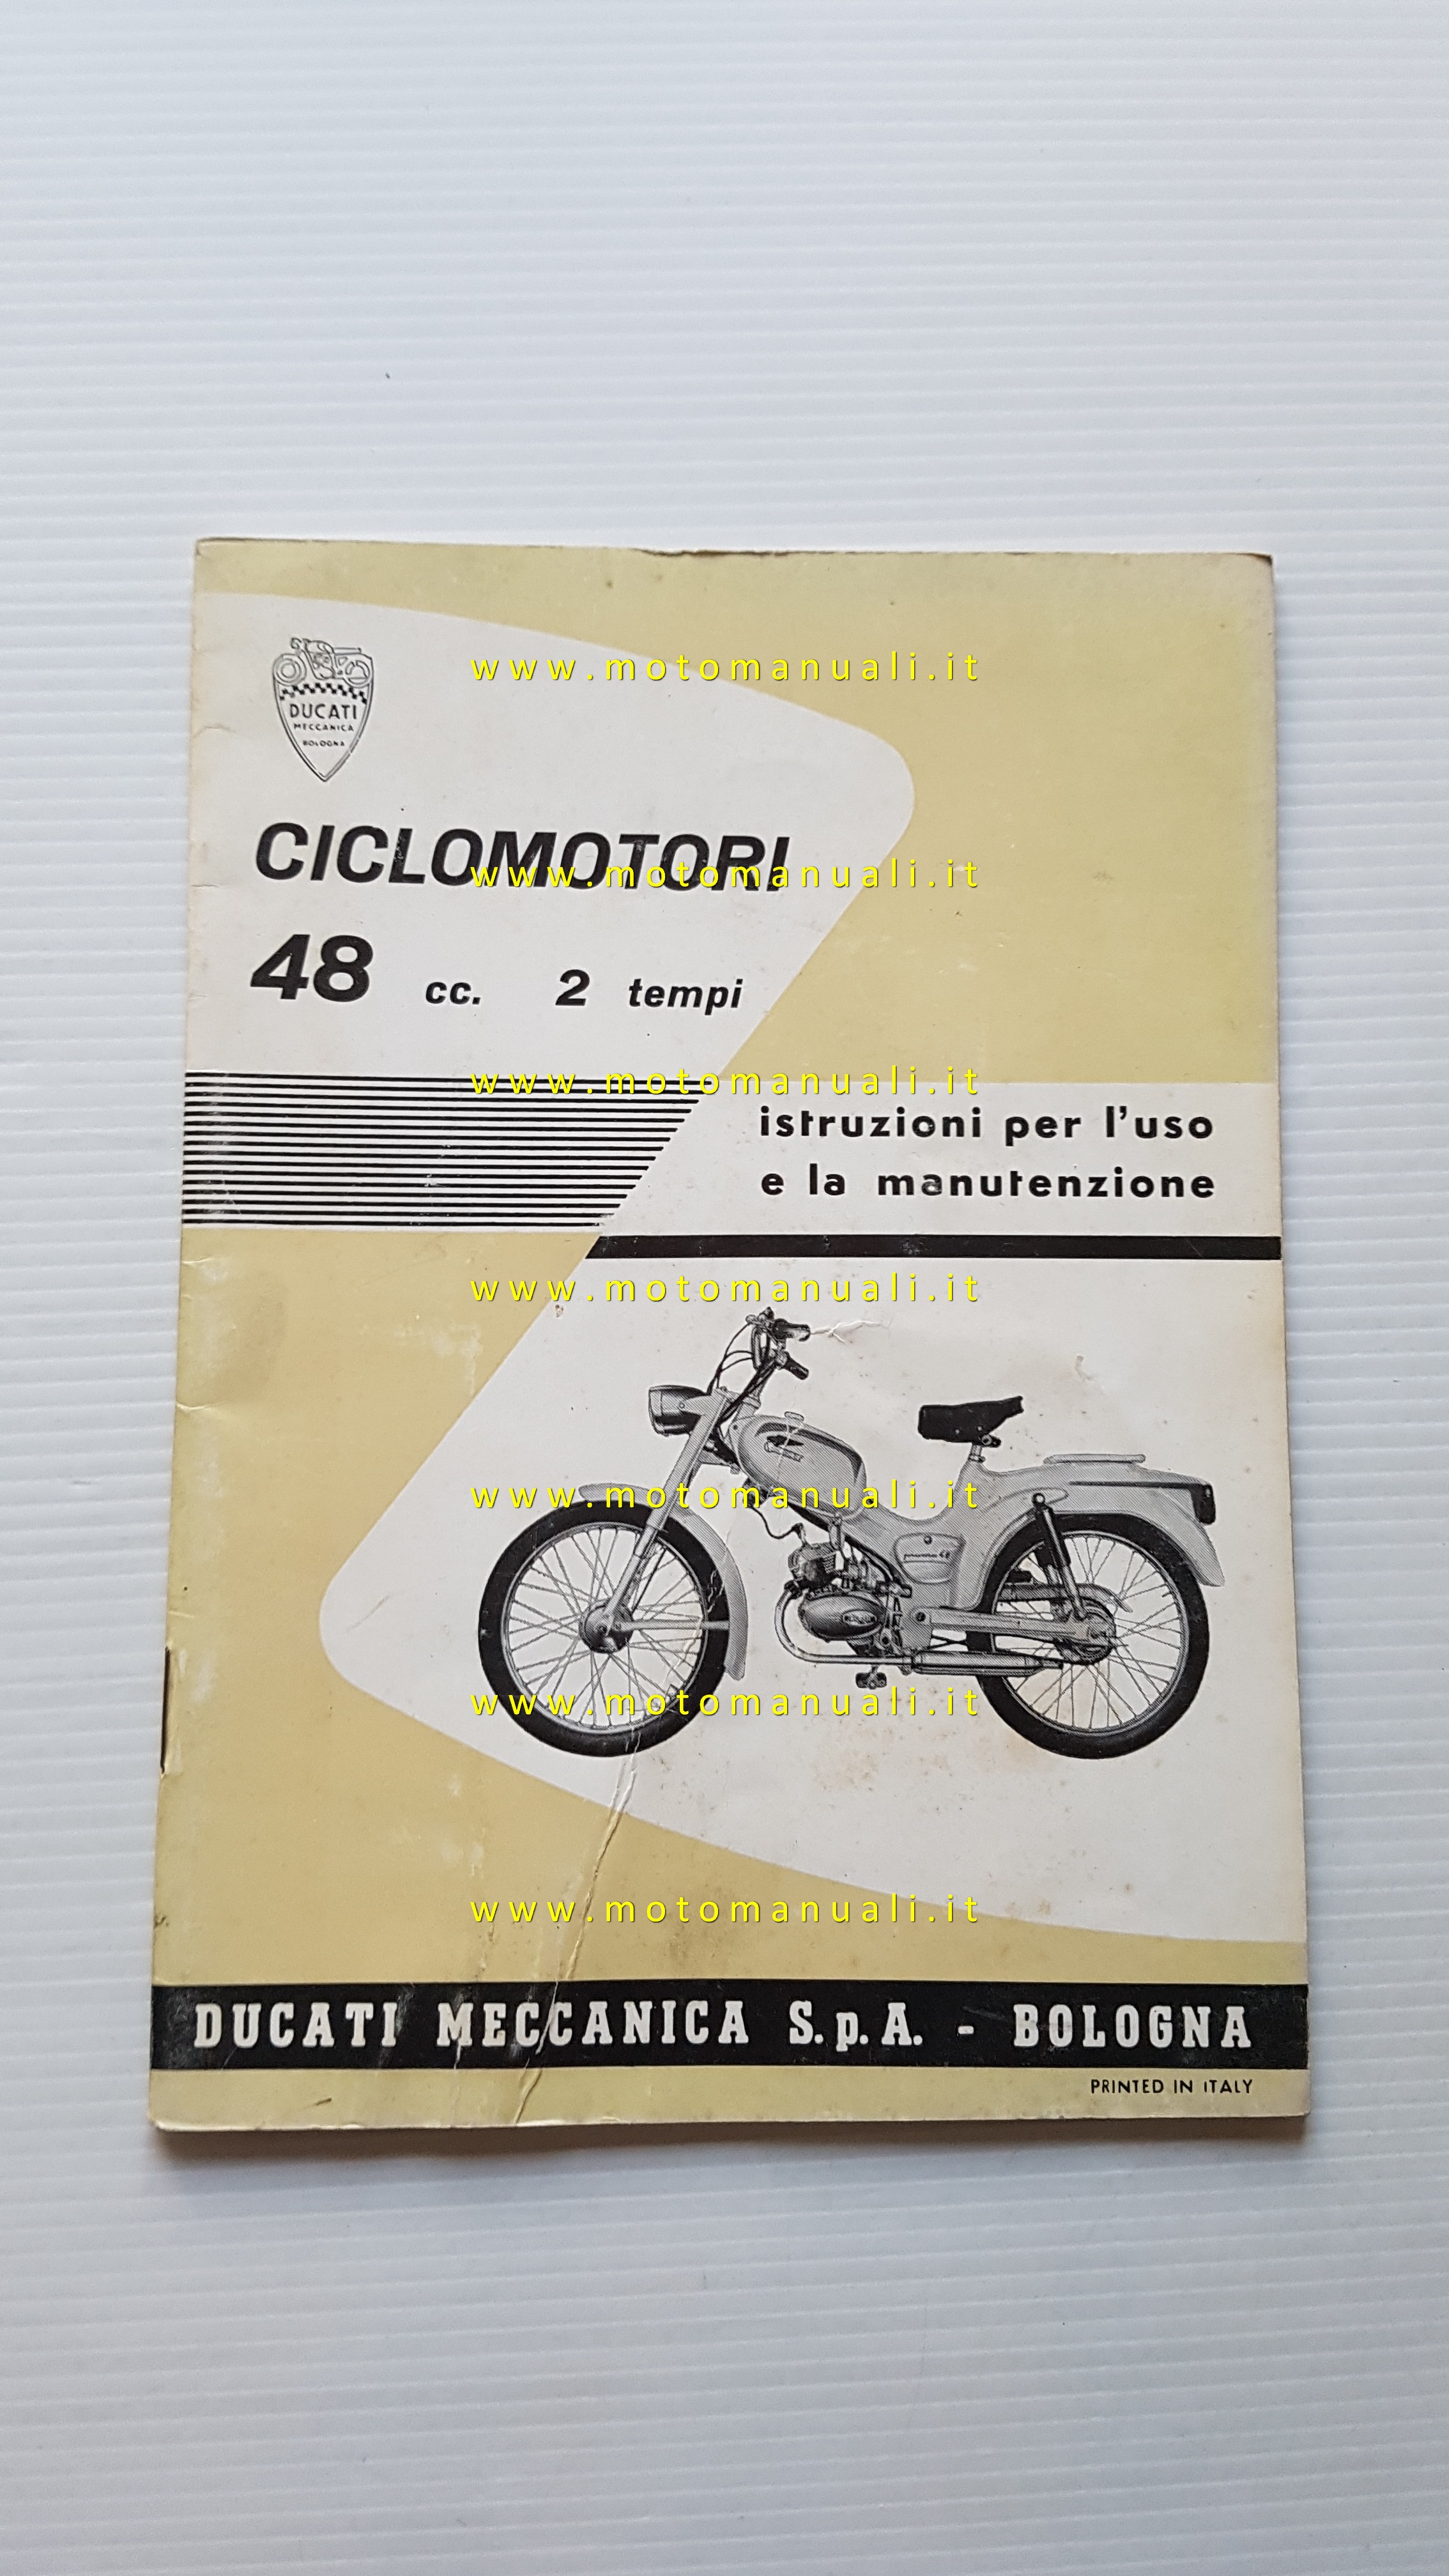 www.motomanuali.it
DUCATI
MECCANICA
BOLOGNA
CICLOMOTORI
www.motomanuali.it
48 cc. 2 tempi
www.motomanuali.it
istruzioni per l'uso
e la manutenzione
www.motomanuali.it
www.motomanuali.it
www.motomanuali.it
www.motomanuali.it
DUCATI MECCANICA S.p.A. - BOLOGNA
PRINTED IN ITALY